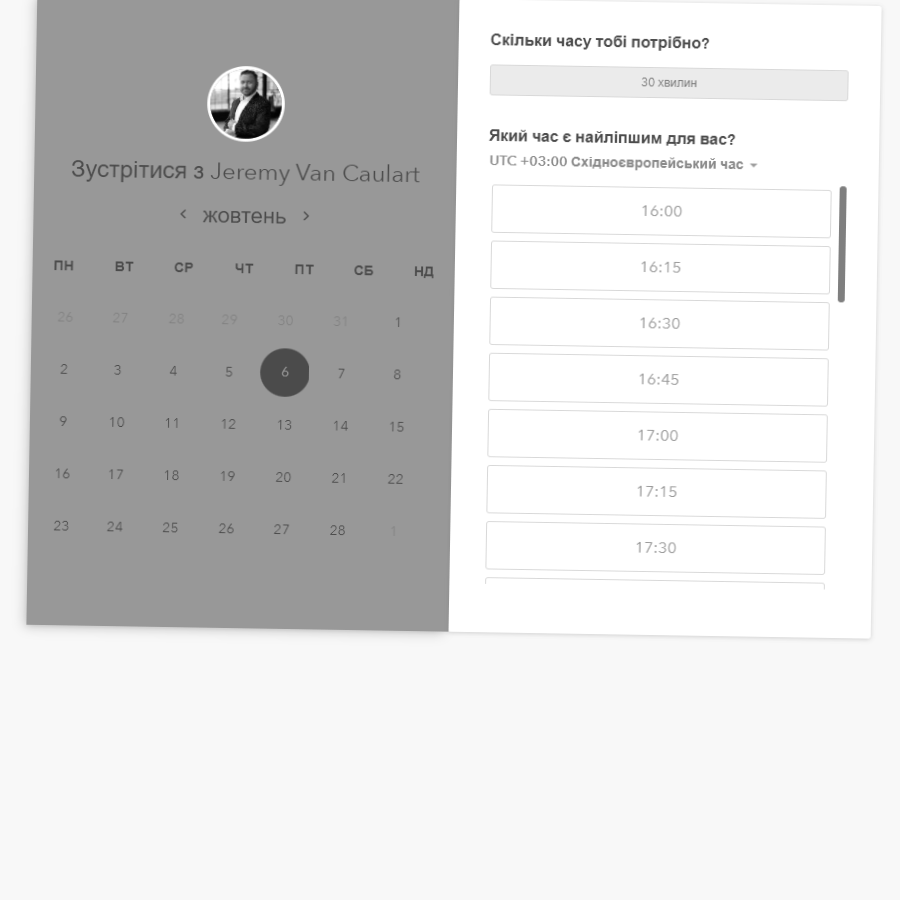 Зустрітися з Jeremy Van Caulart
жовтень
ПН ВТ СР ЧТ ПТ СБ НД
26 27 28 29 30 31 1
2 3 4 5 6 7 8
9 10 11 12 13 14 15
16 17 18 19 20 21 22
23 24 25 26 27 28 1
Скільки часу тобі потрібно?
30 хвилин
Який час є найліпшим для вас?
UTC +03:00 Східноєвропейський час
16:00
16:15
16:30
16:45
17:00
17:15
17:30